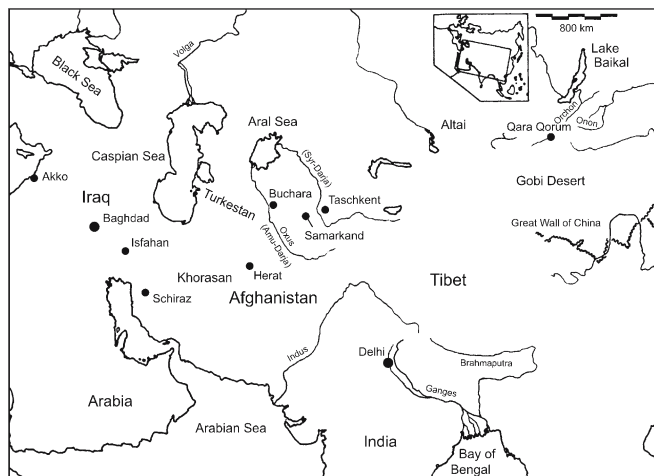 800 km
Volga
Black Sea
Lake
Baikal
Orchon
Onon
Altai
Aral Sea
Qara Qorum
(Syr-Darja)
Caspian Sea
Akko
Gobi Desert
Iraq
Turkestan
Buchara
Taschkent
Baghdad
Great Wall of China
Samarkand
Oxus
(Amu-Darja)
Isfahan
Herat
Khorasan
Tibet
Schiraz
Afghanistan
Indus
Delhi
Brahmaputra
Ganges
Arabia
Arabian Sea
India
Bay of
Bengal